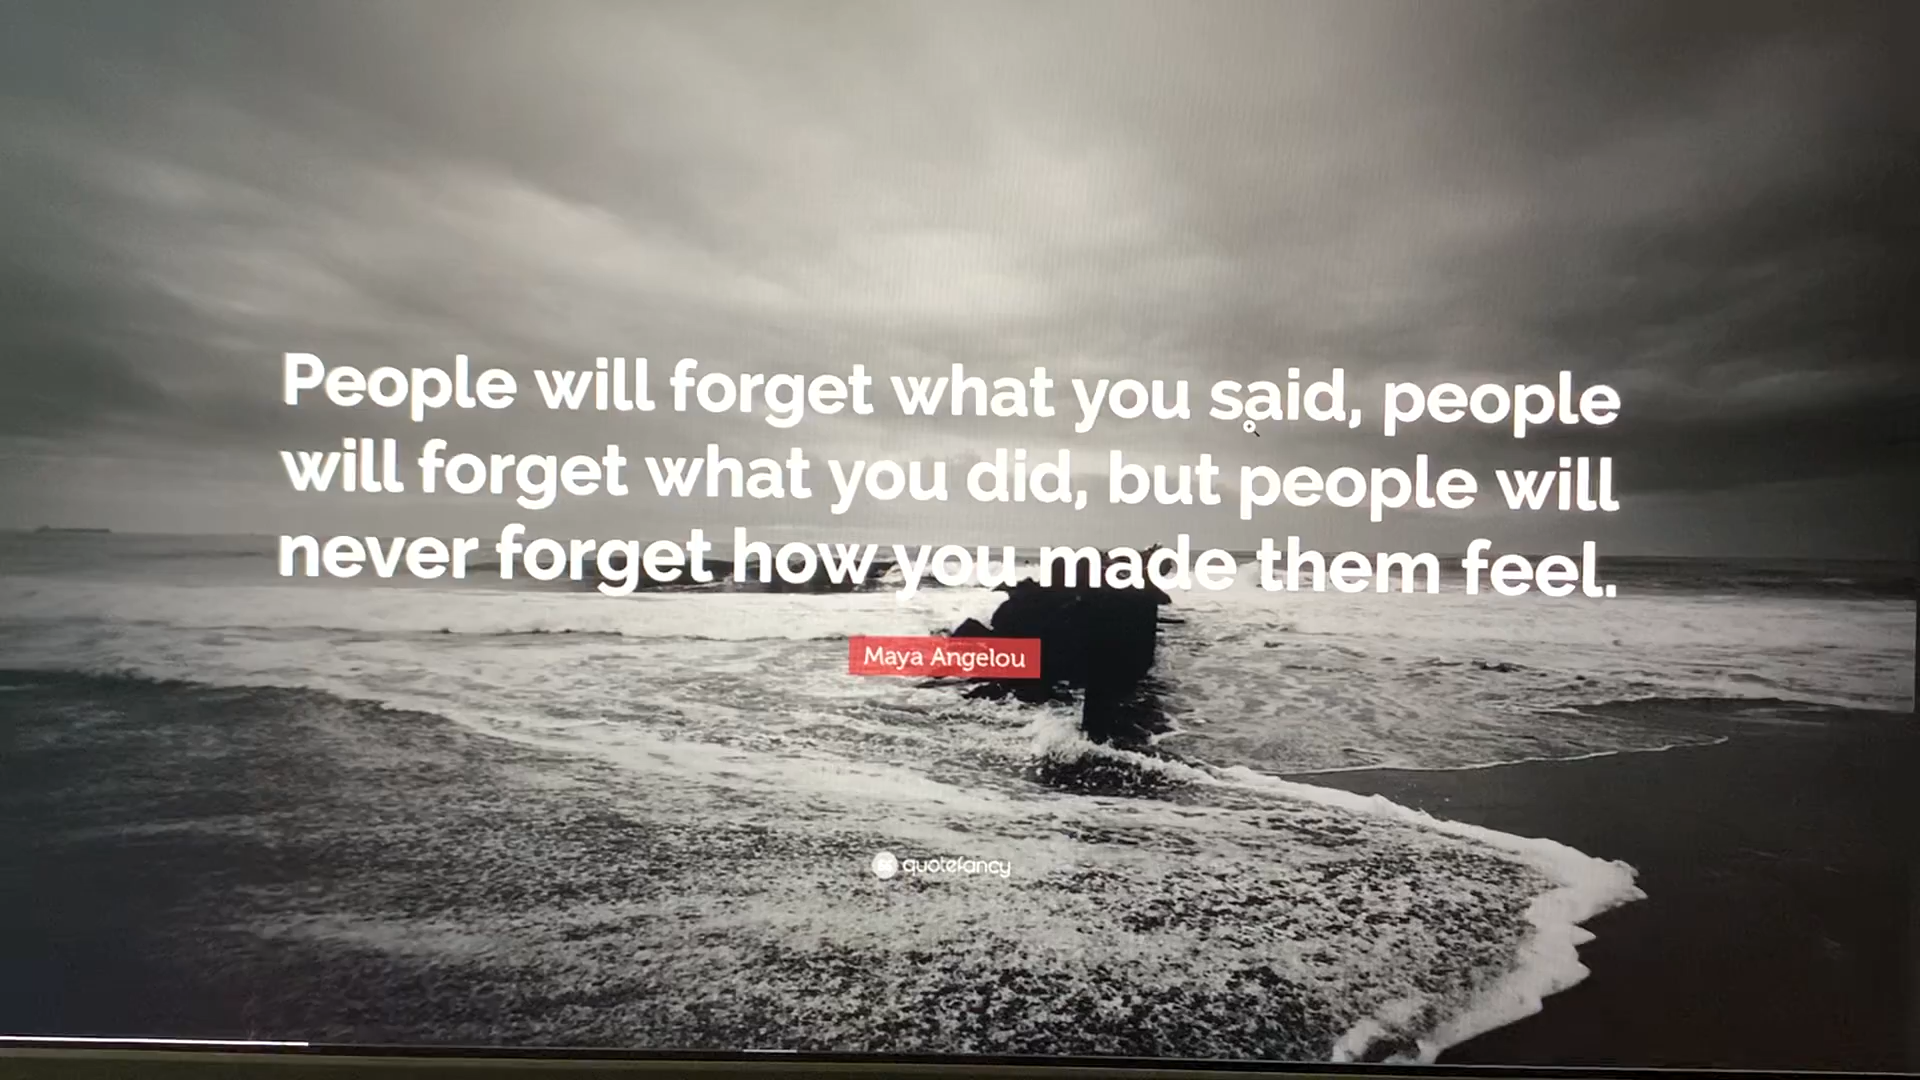 People will forget what you said, people
will forget what you did, but people will
never forget how you made them feel.
Maya Angelou
quotefancy